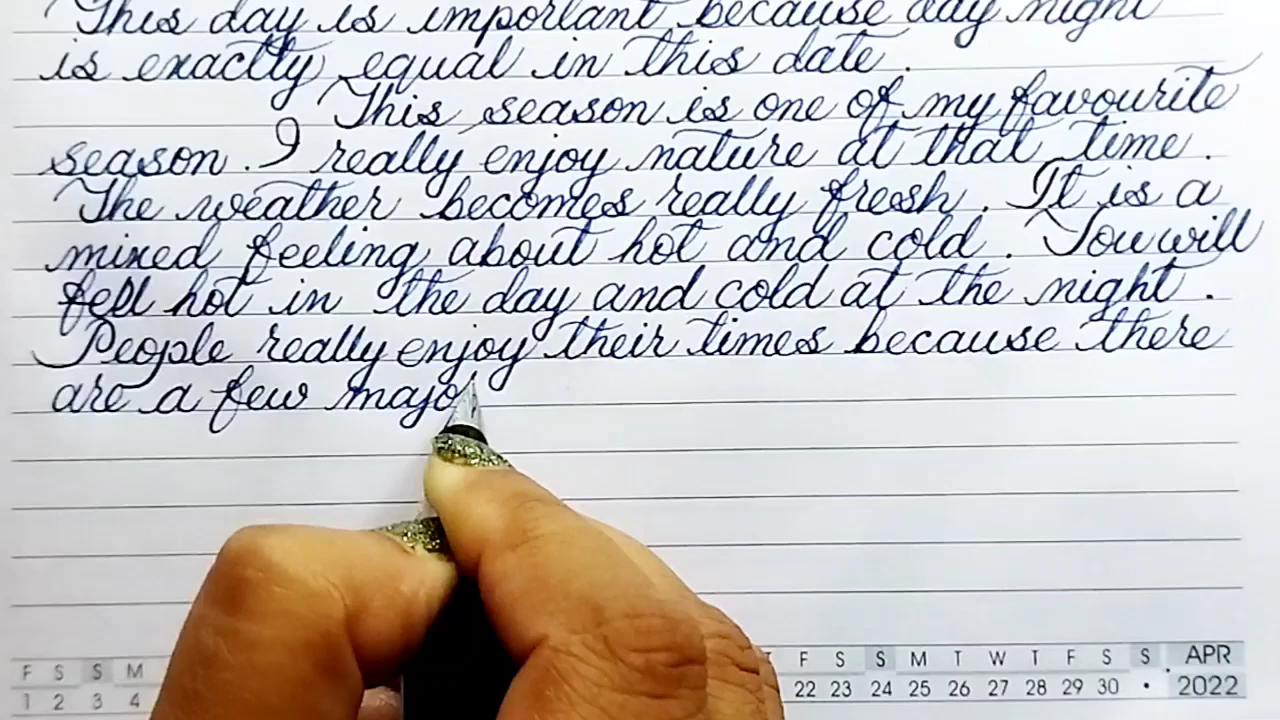 This day is important because day night
is exactly equal in this date.
This season is one of my favourite
season. I really enjoy nature at that time.
The weather becomes really fresh. It is a
mixed feeling about hot and cold. You will
fell hot in the day and cold at the night.
People really enjoy their times because there
are a few majo
F S S M T F S S M T W T F S S APR
1 2 3 4 22 23 24 25 26 27 28 29 30 • 2022